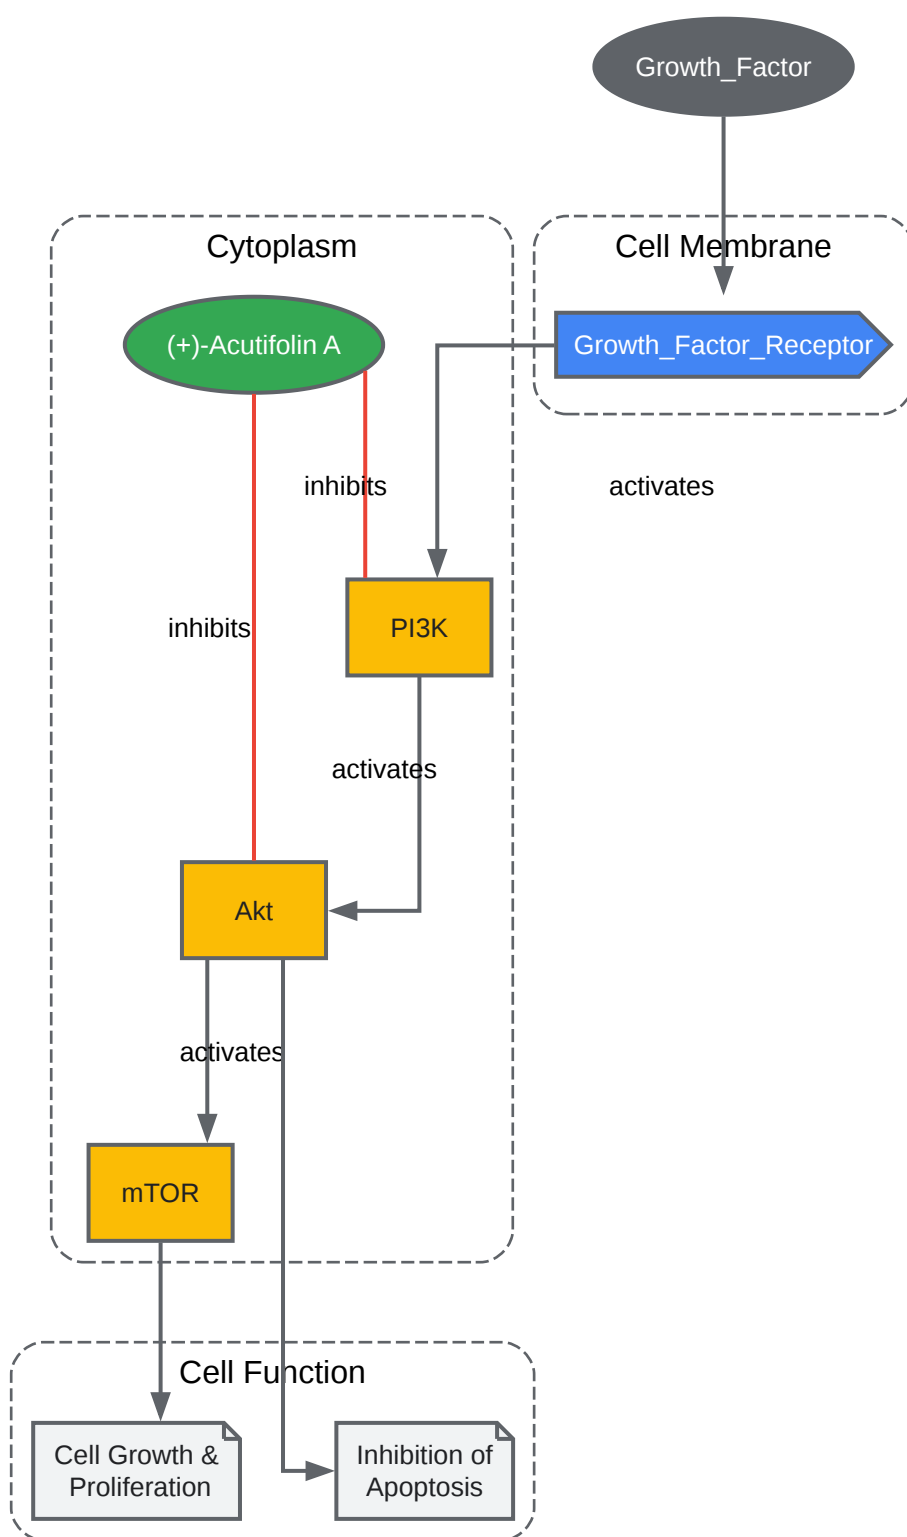 Growth_Factor
Cytoplasm
Cell Membrane
(+)-Acutifolin A
Growth_Factor_Receptor
inhibits
activates
inhibits
PI3K
activates
Akt
activates
mTOR
Cell Function
Cell Growth &
Proliferation
Inhibition of
Apoptosis